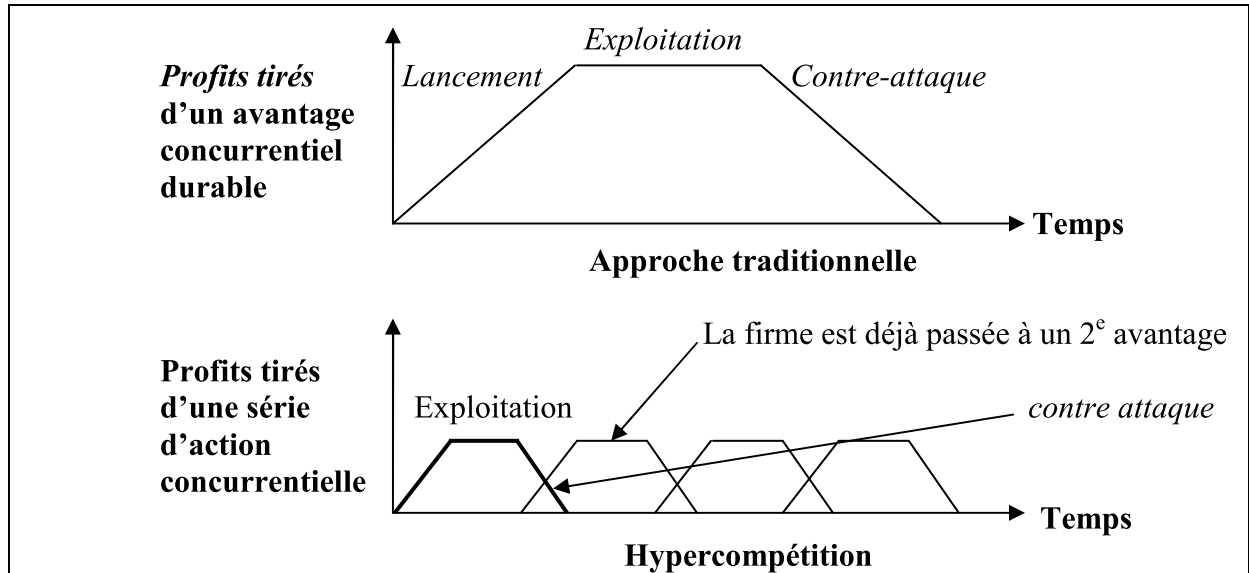 Exploitation
Profits tirés
d'un avantage
concurrentiel
durable
Lancement
Contre-attaque
Temps
Approche traditionnelle
La firme est déjà passée à un 2e avantage
Profits tirés
d'une série
d'action
concurrentielle
Exploitation
contre attaque
Temps
Hypercompétition